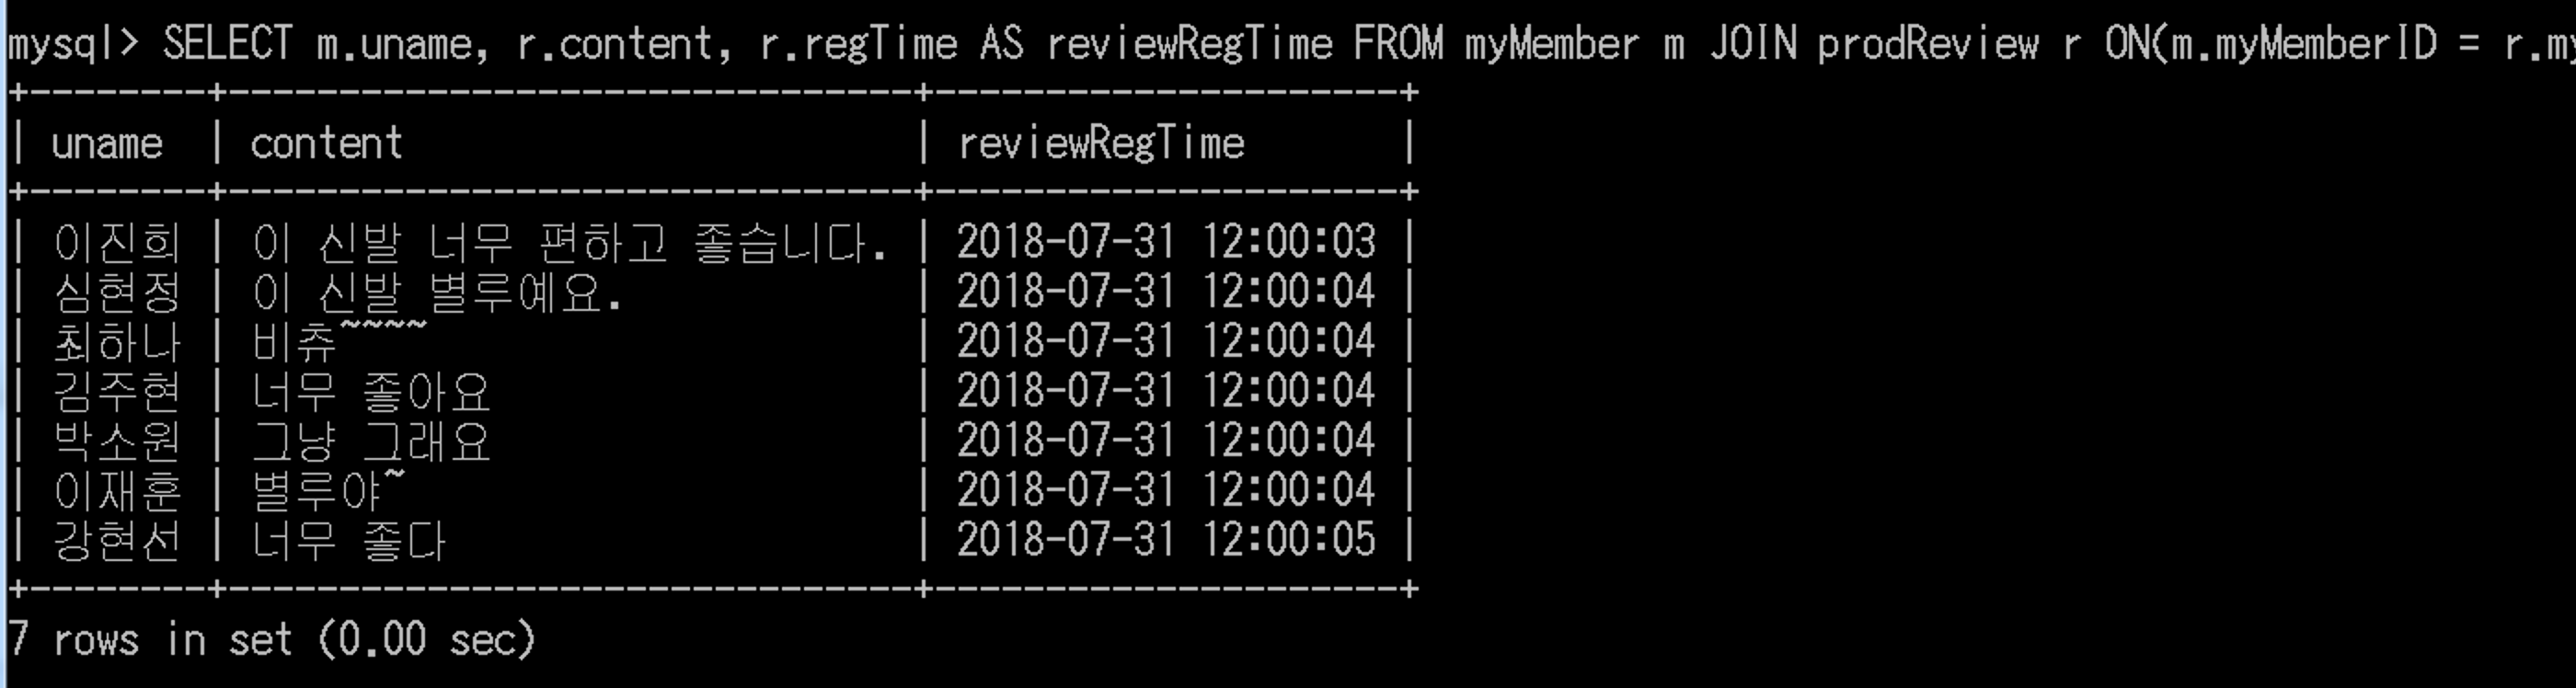 mysql> SELECT m.uname, r.content, r.regTime AS reviewRegTime FROM myMember m JOIN prodReview r ON(m.myMemberID = r.my
+--------+-------------------------------+---------------------+
| uname | content | reviewRegTime |
+--------+-------------------------------+---------------------+
| 이진희 | 이 신발 너무 편하고 좋습니다. | 2018-07-31 12:00:03 |
| 심현정 | 이 신발 별루예요. | 2018-07-31 12:00:04 |
| 최하나 | 비츄~~~~ | 2018-07-31 12:00:04 |
| 김주현 | 너무 좋아요 | 2018-07-31 12:00:04 |
| 박소원 | 그냥 그래요 | 2018-07-31 12:00:04 |
| 이재훈 | 별루야~ | 2018-07-31 12:00:04 |
| 강현선 | 너무 좋다 | 2018-07-31 12:00:05 |
+--------+-------------------------------+---------------------+
7 rows in set (0.00 sec)